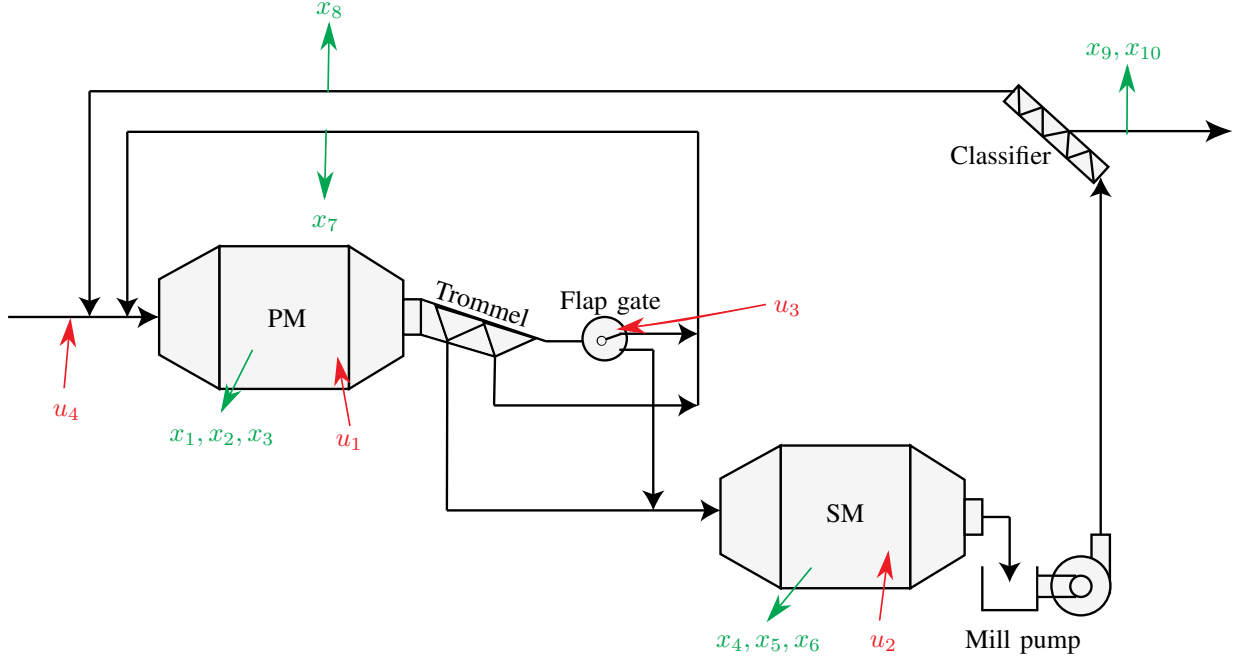 x₈
x₉, x₁₀
Classifier
x₇
Trommel
Flap gate
u₃
PM
u₄
x₁, x₂, x₃
u₁
SM
x₄, x₅, x₆
u₂
Mill pump